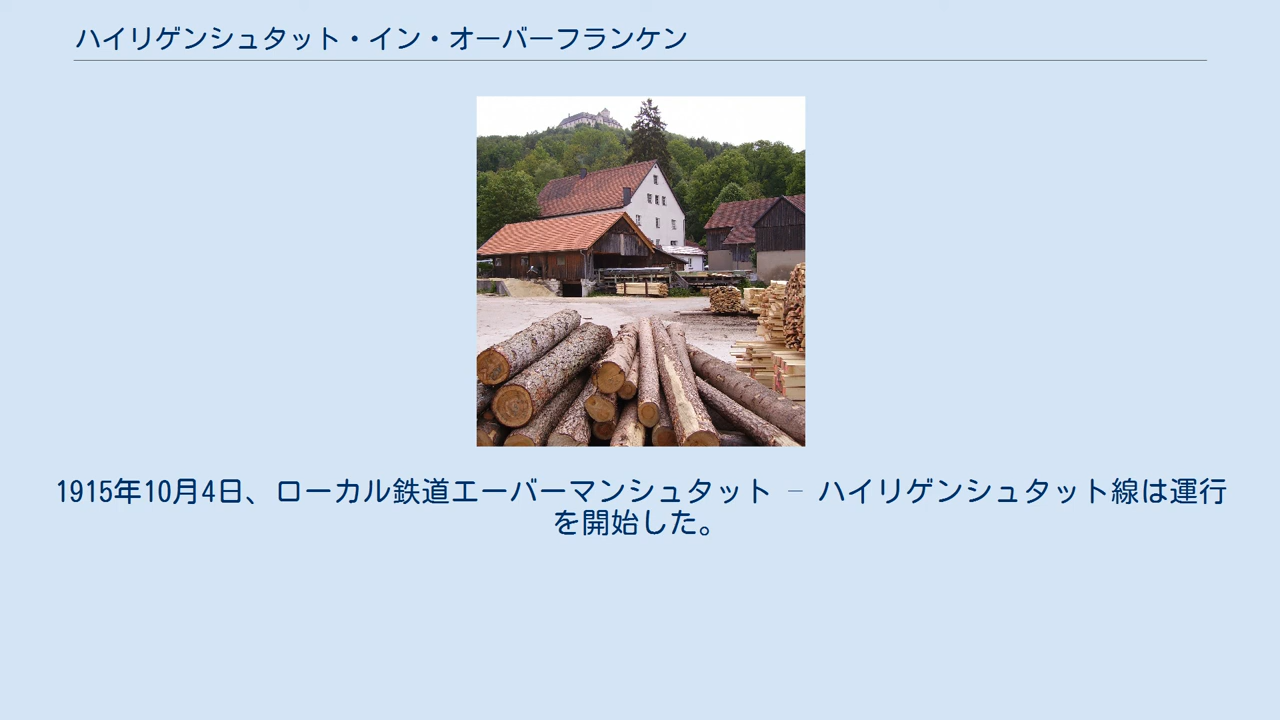 ハイリゲンシュタット・イン・オーバーフランケン
1915年10月4日、ローカル鉄道エーバーマンシュタット – ハイリゲンシュタット線は運行
を開始した。